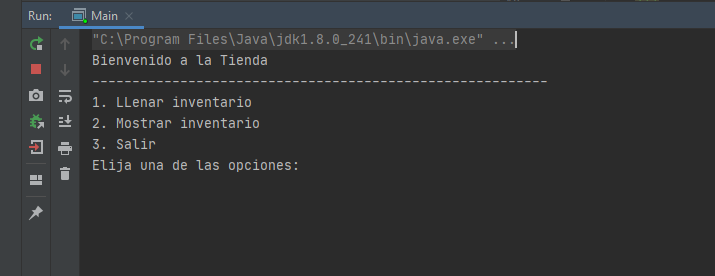 Run: Main ×
"C:\Program Files\Java\jdk1.8.0_241\bin\java.exe" ...
Bienvenido a la Tienda
----------------------------------------------------------
1. LLenar inventario
2. Mostrar inventario
3. Salir
Elija una de las opciones: